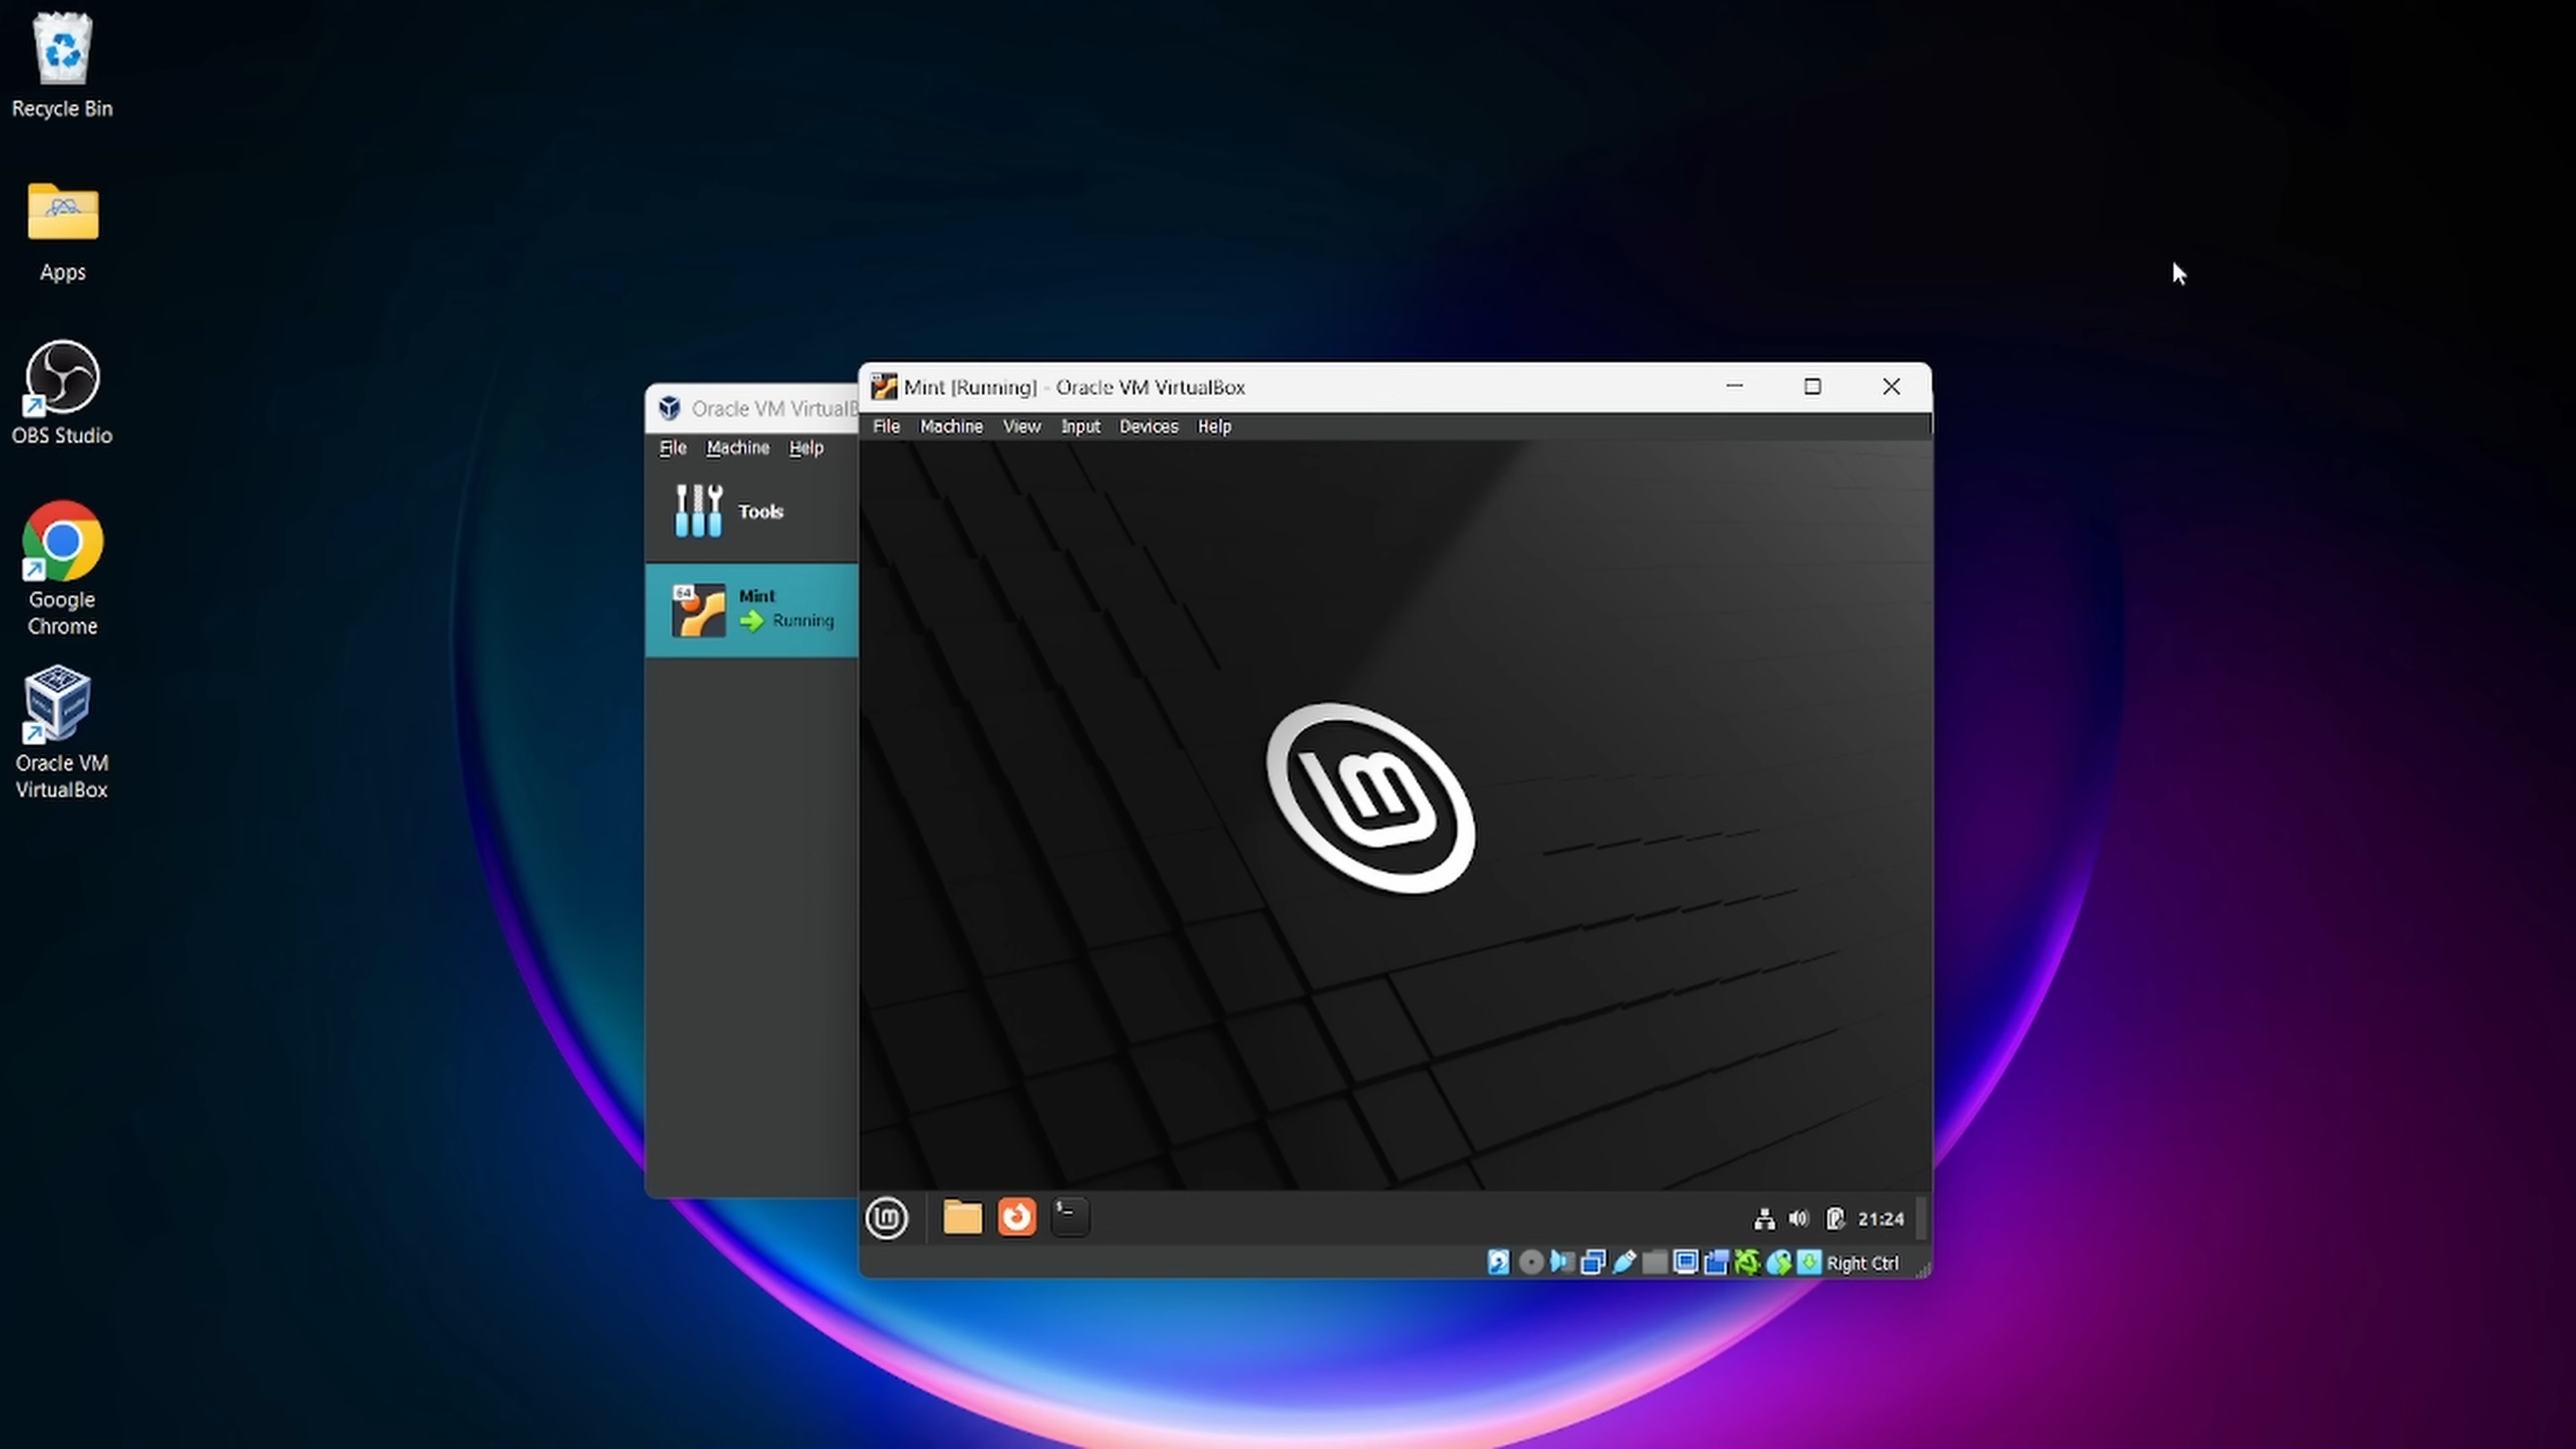 Recycle Bin
Apps
OBS Studio
Google
Chrome
Oracle VM
VirtualBox
Oracle VM VirtualB
File Machine Help
Tools
64
Mint
Running
Mint [Running] - Oracle VM VirtualBox
File Machine View Input Devices Help
21:24
Right Ctrl